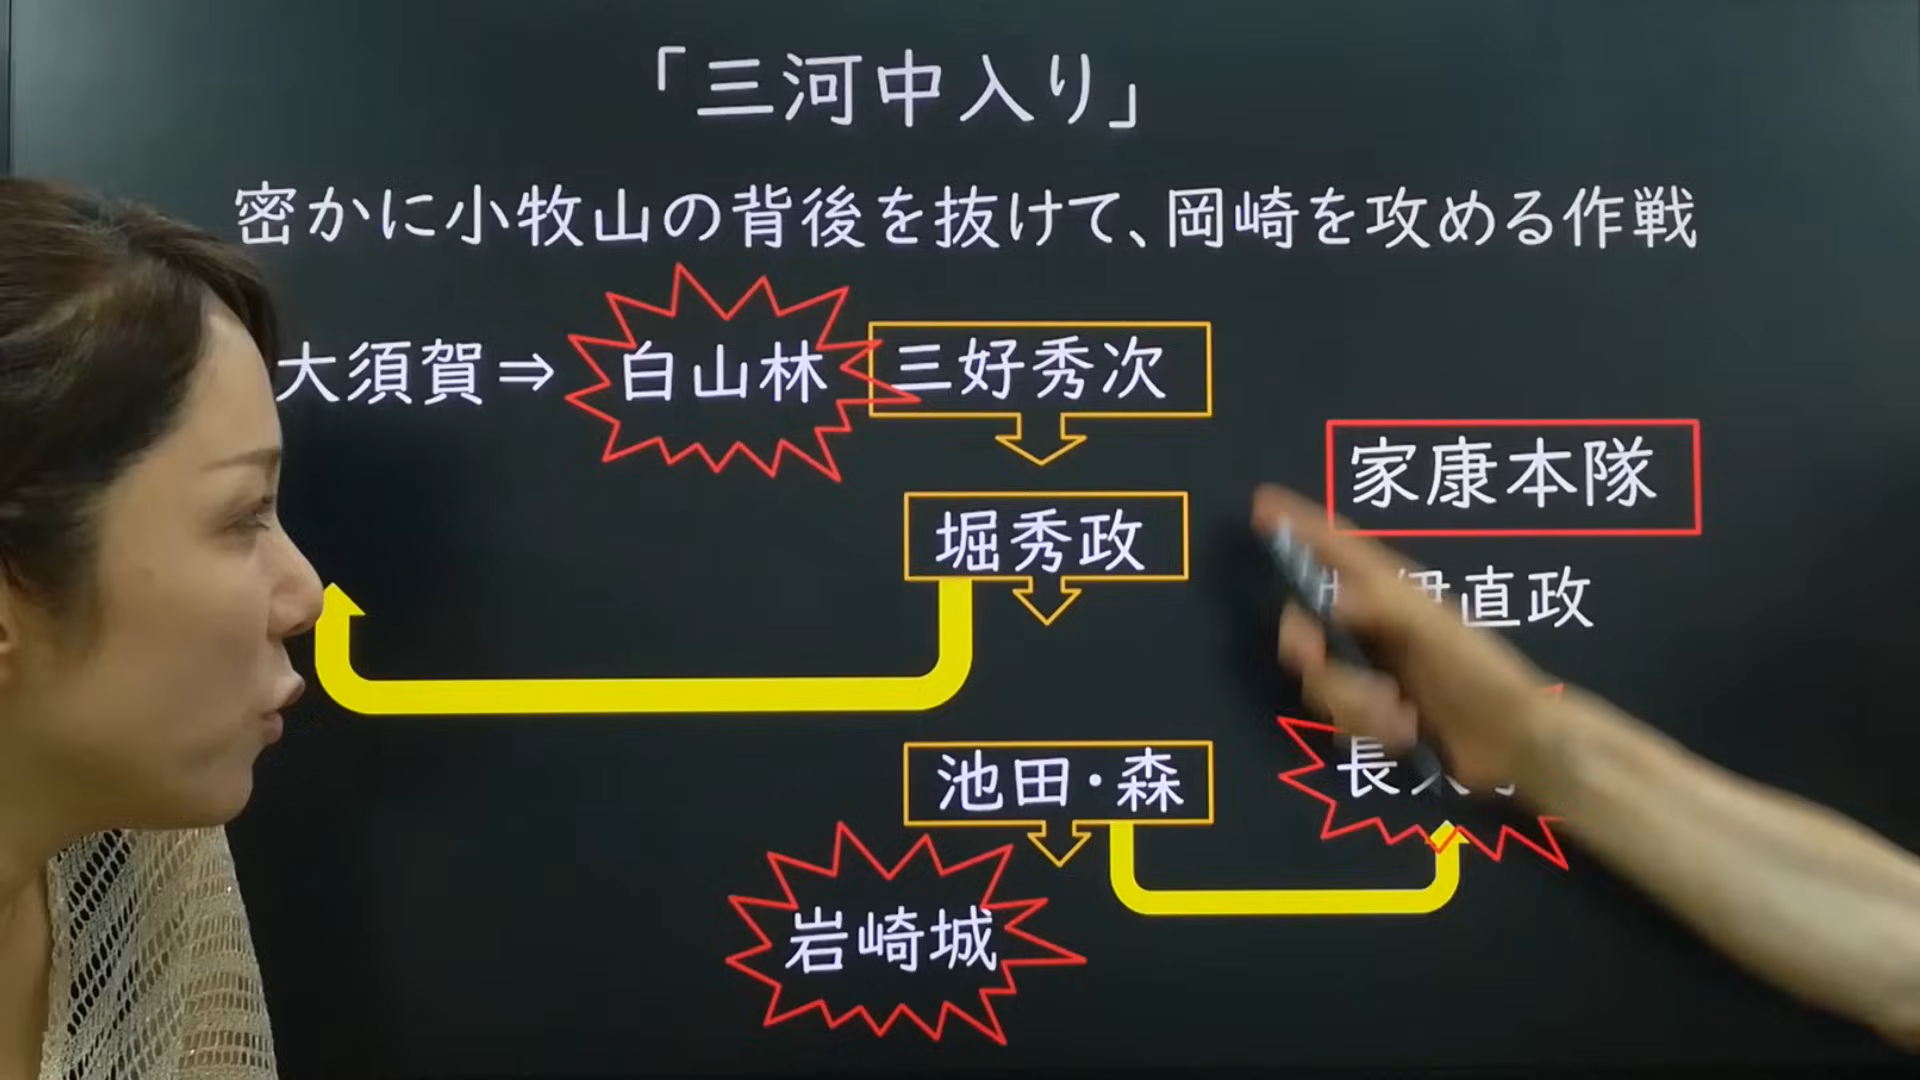 「三河中入り」
密かに小牧山の背後を抜けて、岡崎を攻める作戦
大須賀⇒
白山林
三好秀次
堀秀政
家康本隊
伊直政
池田・森
長
岩崎城